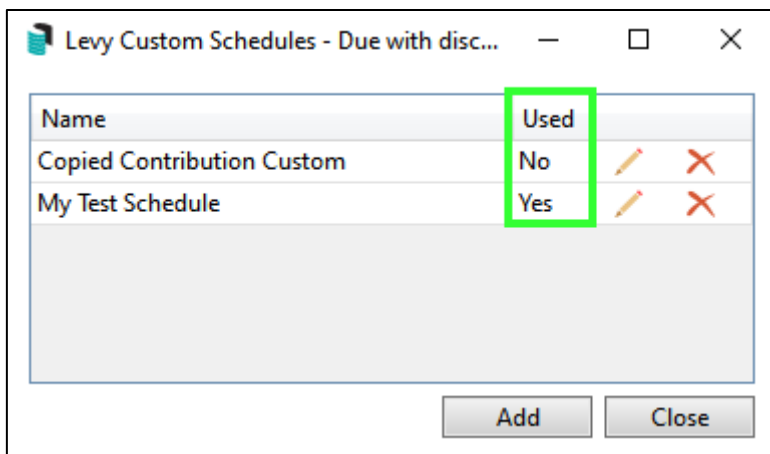 Levy Custom Schedules - Due with disc...
Name Used
Copied Contribution Custom No
My Test Schedule Yes
Add Close